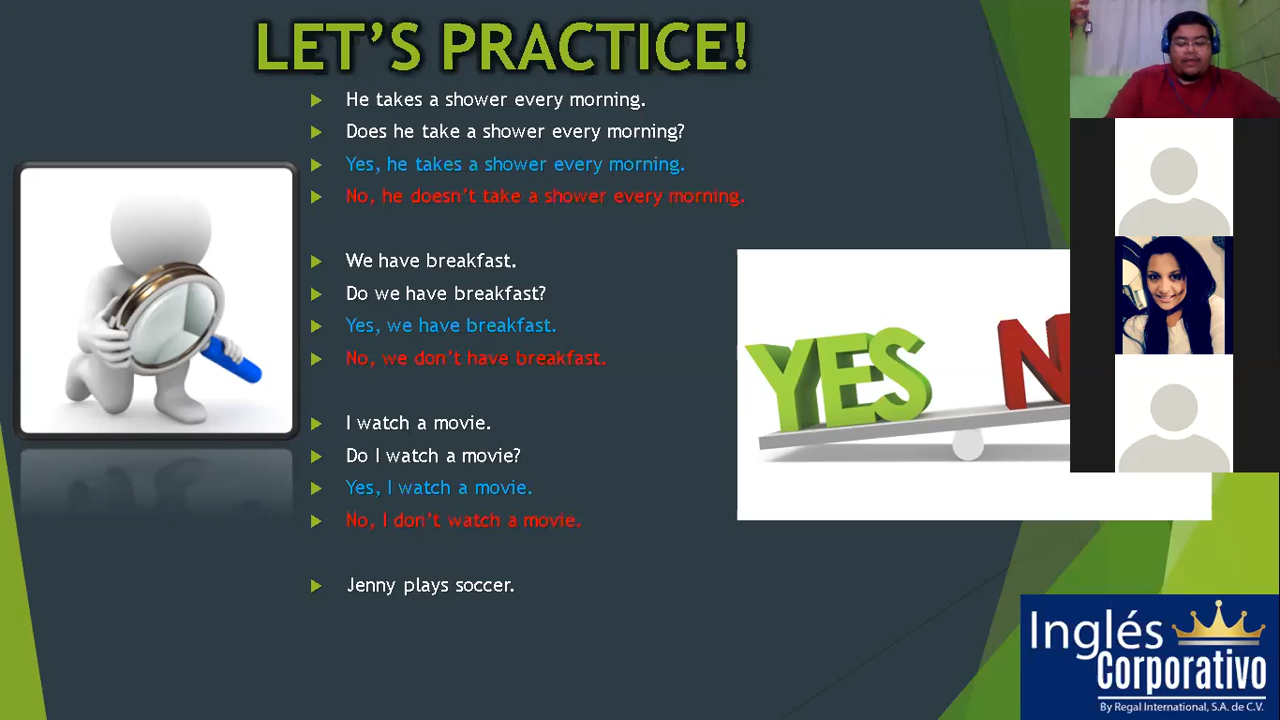 LET'S PRACTICE!
He takes a shower every morning.
Does he take a shower every morning?
Yes, he takes a shower every morning.
No, he doesn't take a shower every morning.
We have breakfast.
Do we have breakfast?
Yes, we have breakfast.
No, we don't have breakfast.
I watch a movie.
Do I watch a movie?
Yes, I watch a movie.
No, I don't watch a movie.
Jenny plays soccer.
YES N
Inglés
Corporativo
By Regal International, S.A. de C.V.